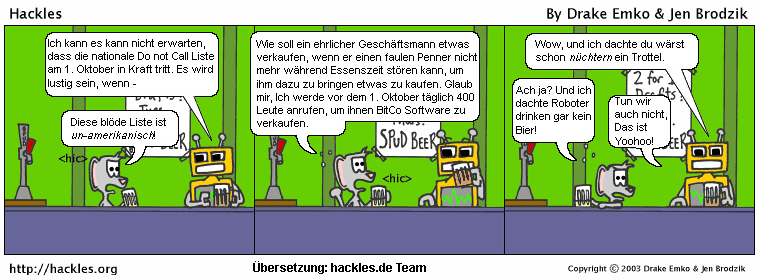 Hackles
By Drake Emko & Jen Brodzik
Ich kann es kann nicht erwarten,
dass die nationale Do not Call Liste
am 1. Oktober in Kraft tritt. Es wird
lustig sein, wenn -
Diese blöde Liste ist
un-amerikanisch!
<hic>
Wie soll ein ehrlicher Geschäftsmann etwas
verkaufen, wenn er einen faulen Penner nicht
mehr während Essenszeit stören kann, um
ihm dazu zu bringen etwas zu kaufen. Glaub
mir, Ich werde vor dem 1. Oktober täglich 400
Leute anrufen, um ihnen BitCo Software zu
verkaufen.
SPUD BEER
<hic>
Wow, und ich dachte du wärst
schon nüchtern ein Trottel.
2 for 1
Drafts!
Ach ja? Und ich
dachte Roboter
drinken gar kein
Bier!
Tun wir
auch nicht,
Das ist
Yoohoo!
BEER
http://hackles.org
Übersetzung: hackles.de Team
Copyright © 2003 Drake Emko & Jen Brodzik